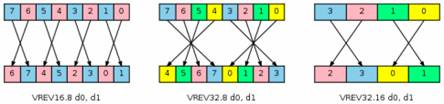 7 6 5 4 3 2 1 0
7 6 5 4 3 2 1 0
3 2 1 0
6 7 4 5 2 3 0 1
4 5 6 7 0 1 2 3
2 3 0 1
VREV16.8 d0, d1
VREV32.8 d0, d1
VREV32.16 d0, d1